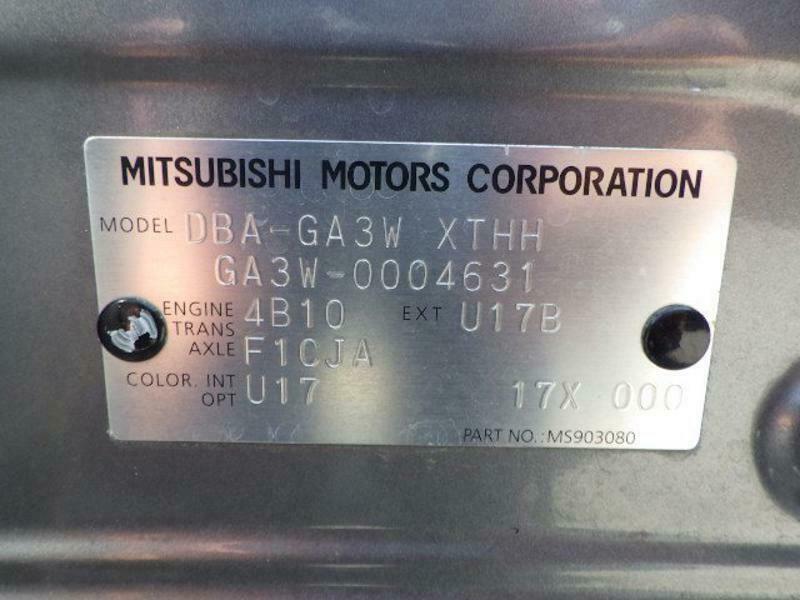 MITSUBISHI MOTORS CORPORATION
MODEL DBA-GA3W XTHH
GA3W-0004631
ENGINE 4B10 EXT U17B
TRANS
AXLE F1CJA
COLOR. INT U17 17X 000
OPT
PART NO.: MS903080